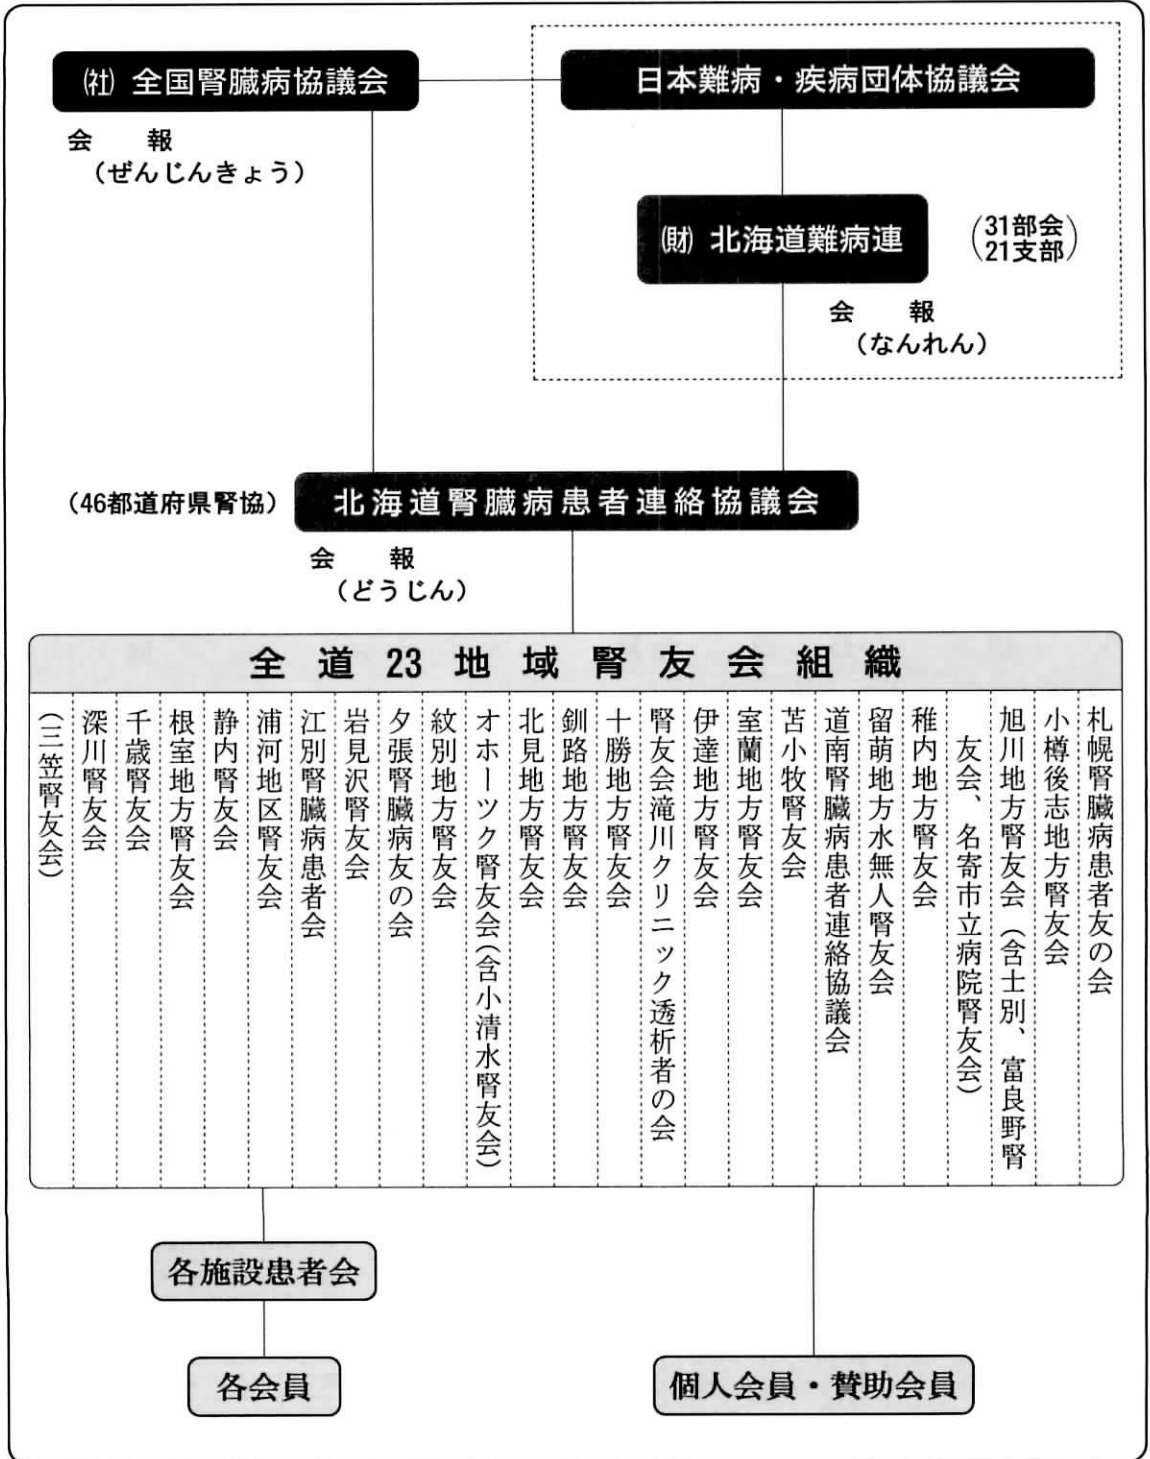 ㈳ 全国腎臓病協議会
会 報
（ぜんじんきょう）
日本難病・疾病団体協議会
㈶ 北海道難病連
（31部会
21支部）
会 報
（なんれん）
（46都道府県腎協）
北海道腎臓病患者連絡協議会
会 報
（どうじん）
全道23地域腎友会組織
札幌腎臓病患者友の会
小樽後志地方腎友会
旭川地方腎友会（含士別、富良野腎
友会、名寄市立病院腎友会）
稚内地方腎友会
留萌地方水無人腎友会
道南腎臓病患者連絡協議会
苫小牧腎友会
室蘭地方腎友会
伊達地方腎友会
腎友会滝川クリニック透析者の会
十勝地方腎友会
釧路地方腎友会
北見地方腎友会
オホーツク腎友会（含小清水腎友会）
紋別地方腎友会
夕張腎臓病友の会
岩見沢腎友会
江別腎臓病患者会
浦河地区腎友会
静内腎友会
根室地方腎友会
千歳腎友会
深川腎友会
（三笠腎友会）
各施設患者会
各会員
個人会員・賛助会員